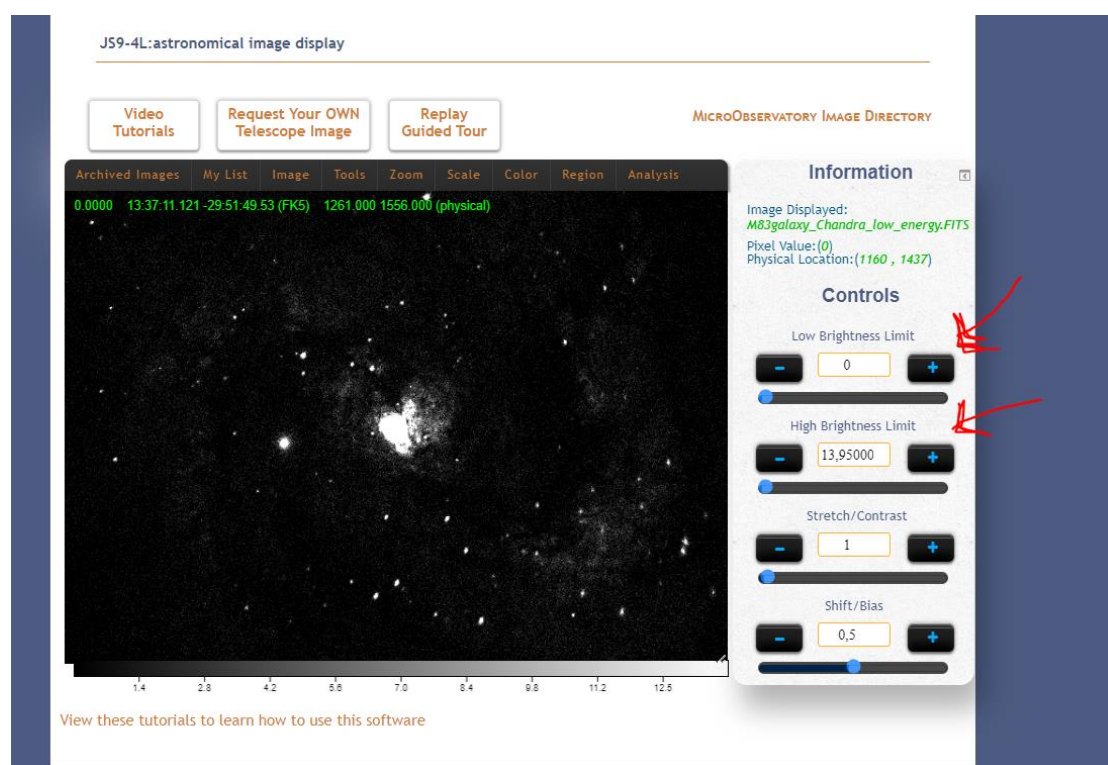 JS9-4L:astronomical image display
Video
Tutorials
Request Your OWN
Telescope Image
Replay
Guided Tour
MicroObservatory Image Directory
Archived Images My List Image Tools Zoom Scale Color Region Analysis
0.0000 13:37:11.121 -29:51:49.53 (FK5) 1261.000 1556.000 (physical)
1.4 2.8 4.2 5.6 7.0 8.4 9.8 11.2 12.5
Information
Image Displayed:
M83galaxy_Chandra_low_energy.FITS
Pixel Value:(0)
Physical Location:(1160 , 1437)
Controls
Low Brightness Limit
- 0 +
High Brightness Limit
- 13,95000 +
Stretch/Contrast
- 1 +
Shift/Bias
- 0,5 +
View these tutorials to learn how to use this software